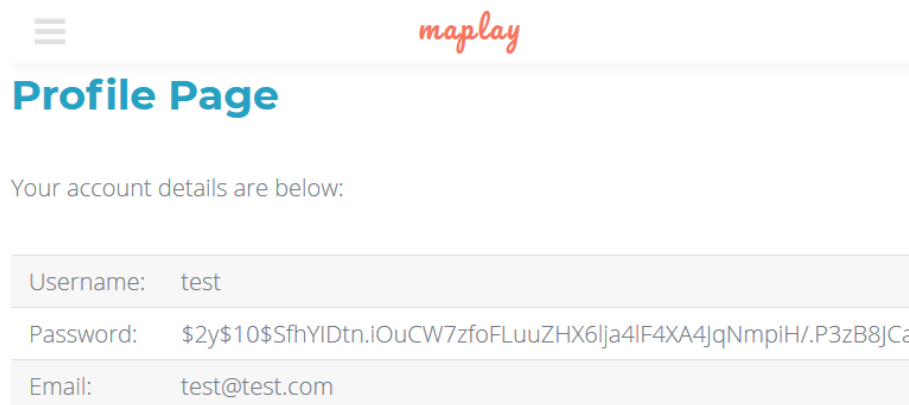 maplay
Profile Page
Your account details are below:
Username: test
Password: $2y$10$SfhYIDtn.iOuCW7zfoFLuuZHX6lja4lF4XA4JqNmpiH/.P3zB8JCa
Email: test@test.com